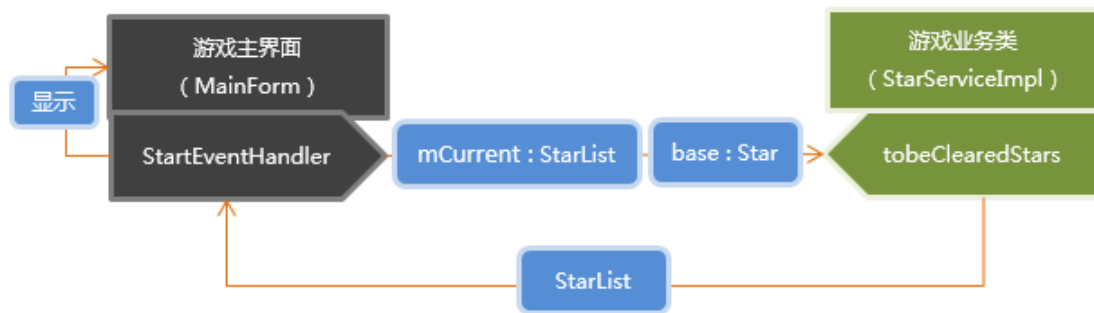 游戏主界面
（MainForm）
显示
StartEventHandler
mCurrent : StarList
base : Star
游戏业务类
（StarServiceImpl）
tobeClearedStars
StarList